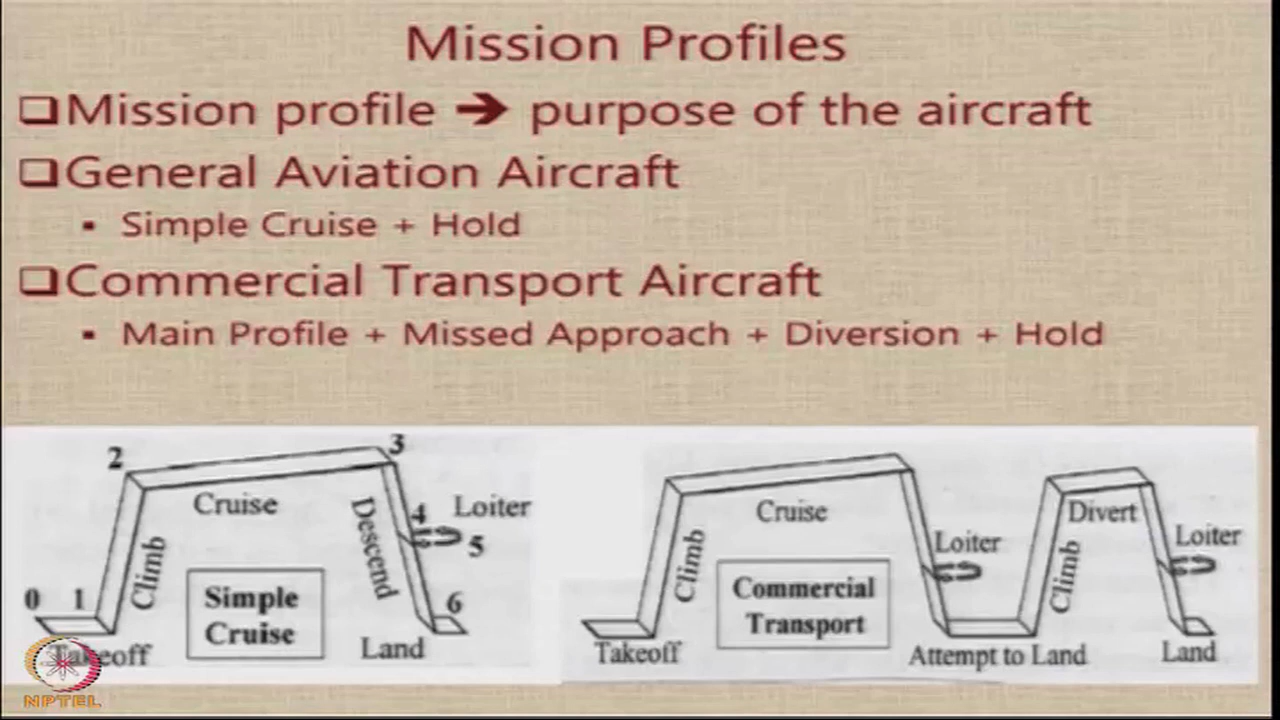 Mission Profiles
❑Mission profile ➔ purpose of the aircraft
❑General Aviation Aircraft
▪ Simple Cruise + Hold
❑Commercial Transport Aircraft
▪ Main Profile + Missed Approach + Diversion + Hold
2
3
Cruise
Climb
Descend
4
Loiter
5
0
1
6
Simple
Cruise
Takeoff
Land
Cruise
Climb
Commercial
Transport
Takeoff
Loiter
Attempt to Land
Climb
Divert
Loiter
Land
NPTEL